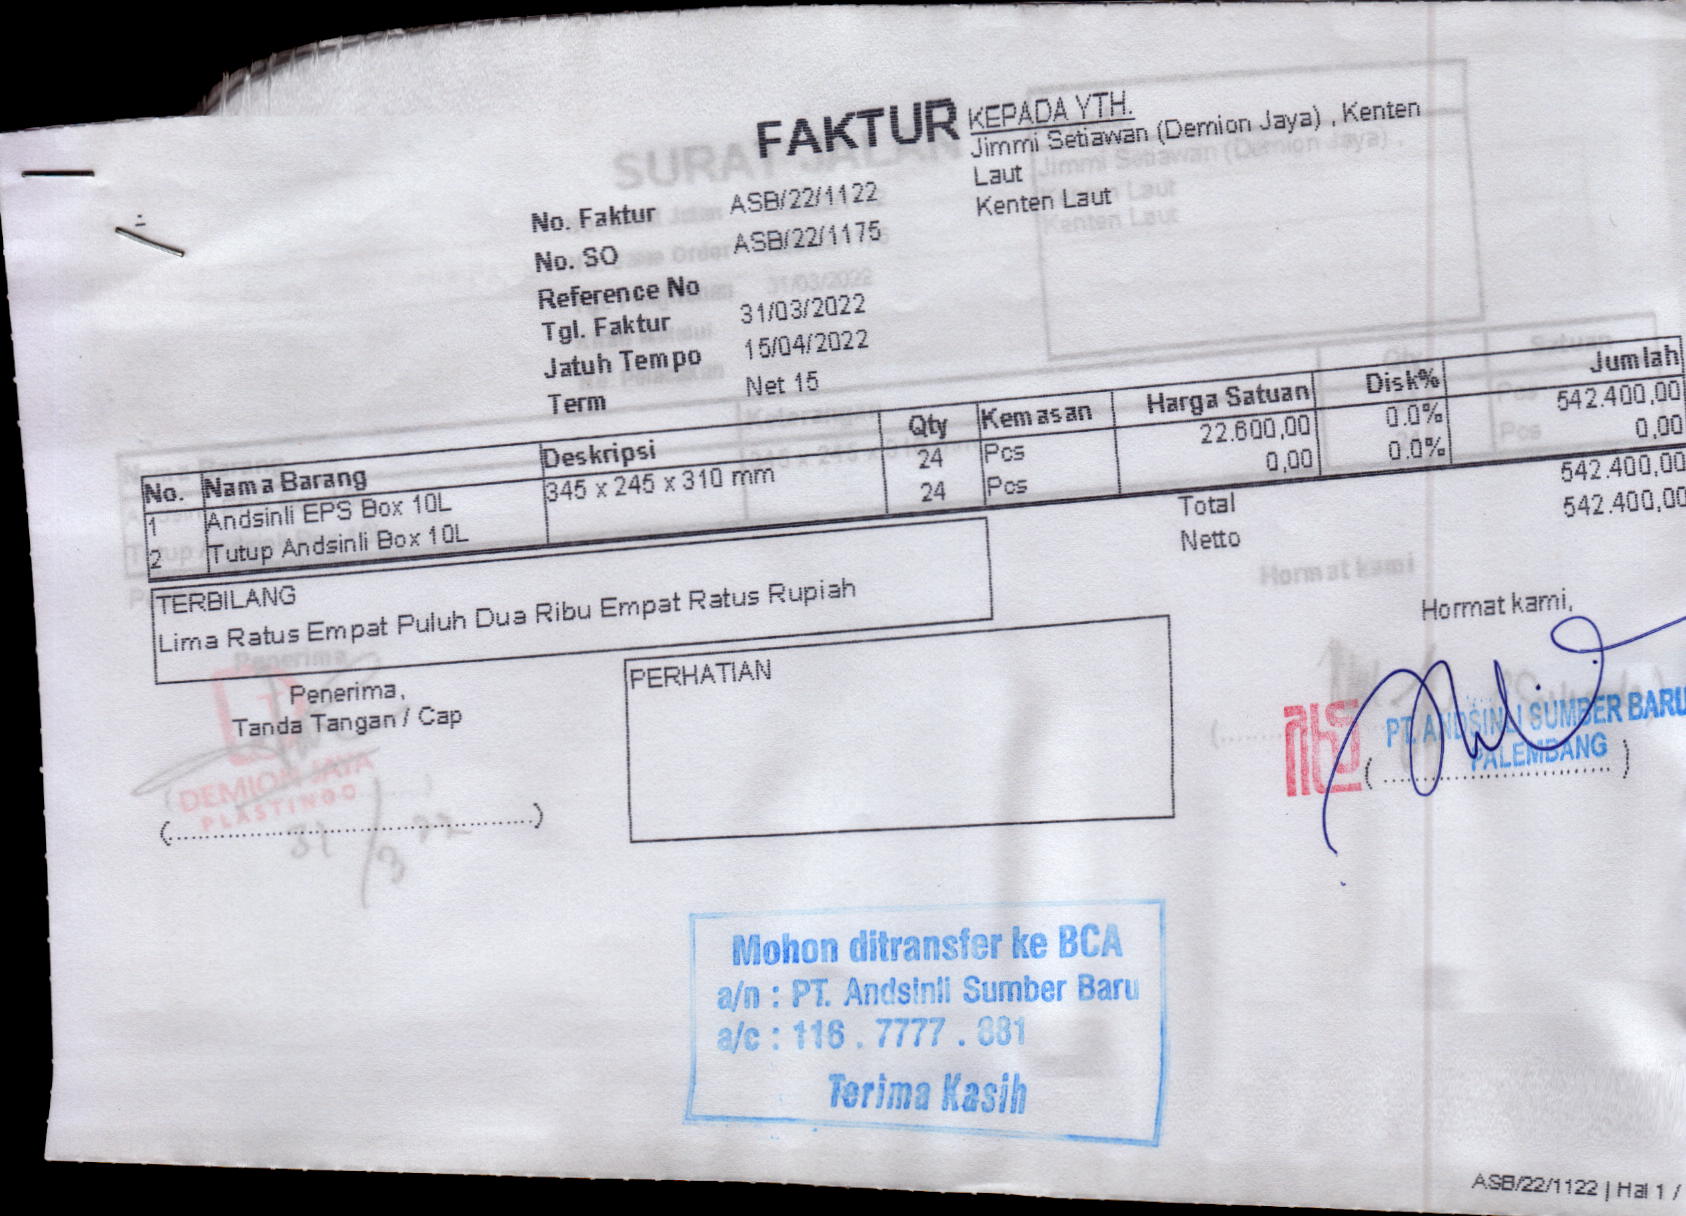 FAKTUR
KEPADA YTH.
Jimmi Setiawan (Demion Jaya) , Kenten
Laut
Kenten Laut
No. Faktur ASB/22/1122
No. SO ASB/22/1175
Reference No
Tgl. Faktur 31/03/2022
Jatuh Tempo 15/04/2022
Term Net 15
No. Nama Barang Deskripsi Qty Kemasan Harga Satuan Disk% Jumlah
1 Andsinli EPS Box 10L 345 x 245 x 310 mm 24 Pcs 22.600,00 0.0% 542.400,00
2 Tutup Andsinli Box 10L 24 Pcs 0,00 0.0% 0,00
Total 542.400,00
Netto 542.400,00
TERBILANG
Lima Ratus Empat Puluh Dua Ribu Empat Ratus Rupiah
Penerima,
Tanda Tangan / Cap
(................................................)
PERHATIAN
Hormat kami,
PT. ANDSINLI SUMBER BARU
PALEMBANG
(................................)
DEMION JAYA
PLASTINDO
Mohon ditransfer ke BCA
a/n : PT. Andsinli Sumber Baru
a/c : 116 . 7777 . 881
Terima Kasih
ASB/22/1122 | Hal 1 /